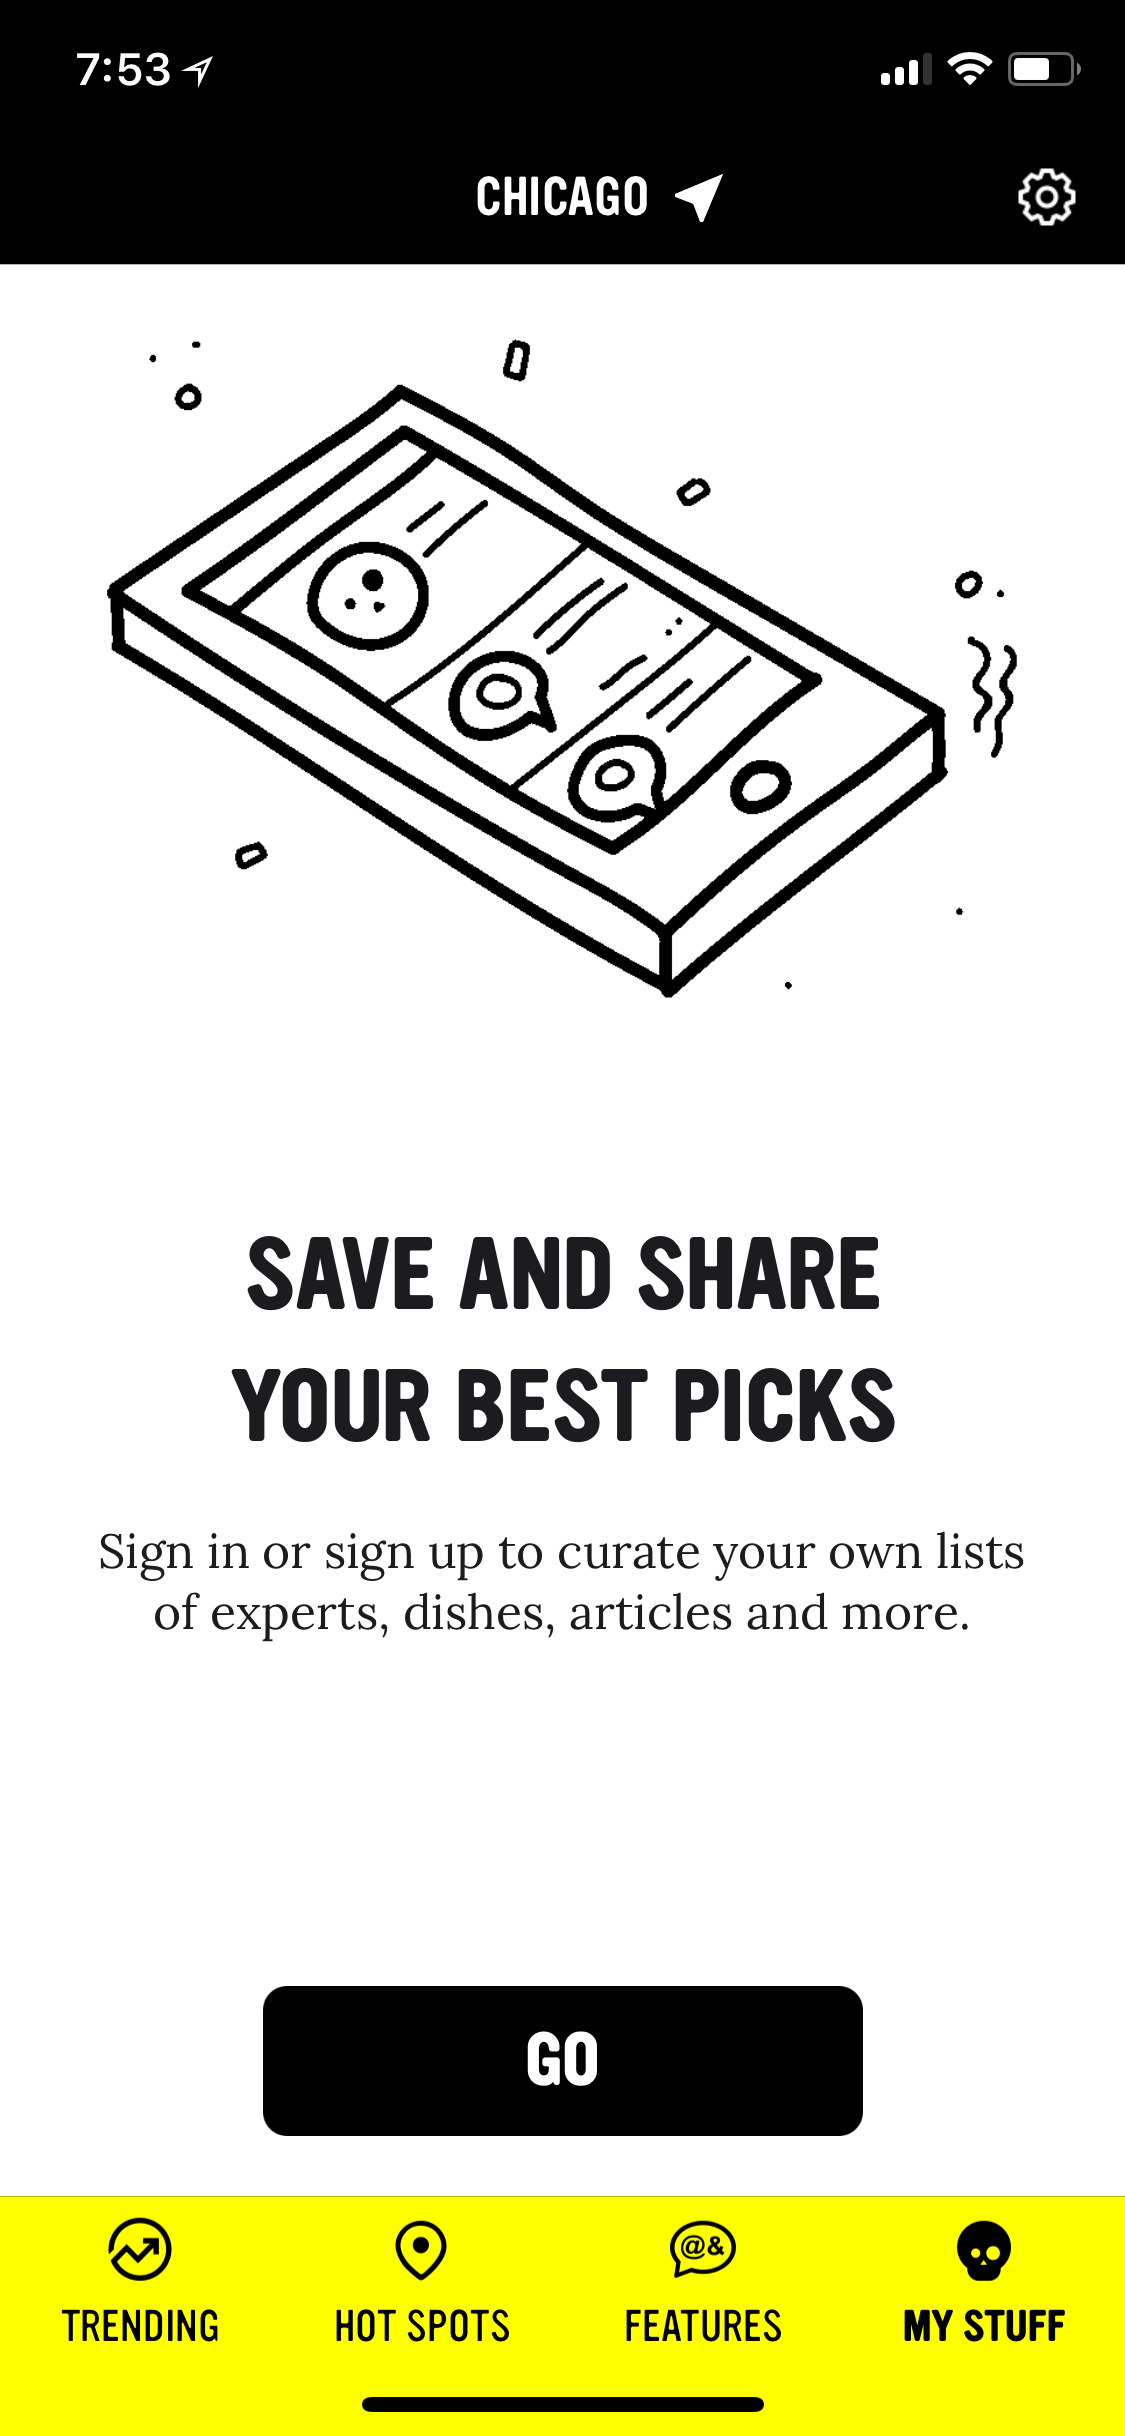 7:53
CHICAGO
SAVE AND SHARE
YOUR BEST PICKS
Sign in or sign up to curate your own lists
of experts, dishes, articles and more.
GO
@&
TRENDING
HOT SPOTS
FEATURES
MY STUFF